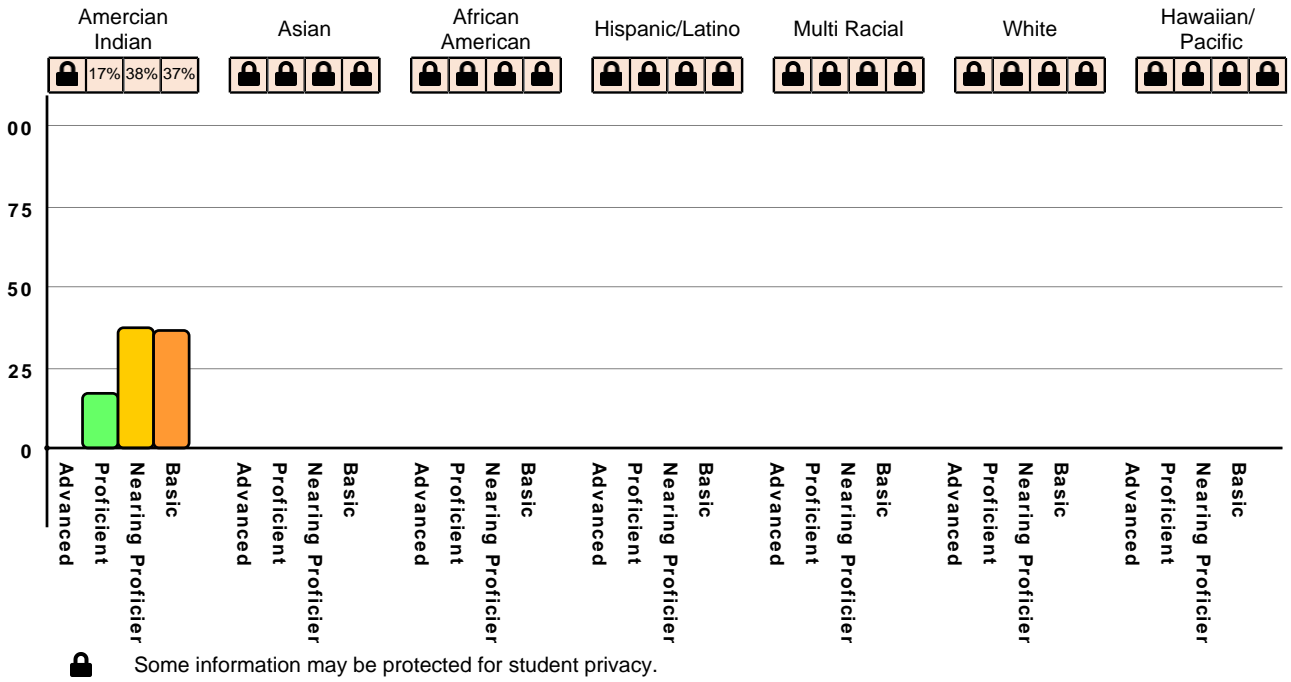 Amercian
Indian
Asian
African
American
Hispanic/Latino
Multi Racial
White
Hawaiian/
Pacific
17% 38% 37%
00
75
50
25
0
Advanced
Proficient
Nearing Proficier
Basic
Advanced
Proficient
Nearing Proficier
Basic
Advanced
Proficient
Nearing Proficier
Basic
Advanced
Proficient
Nearing Proficier
Basic
Advanced
Proficient
Nearing Proficier
Basic
Advanced
Proficient
Nearing Proficier
Basic
Advanced
Proficient
Nearing Proficier
Basic
Some information may be protected for student privacy.